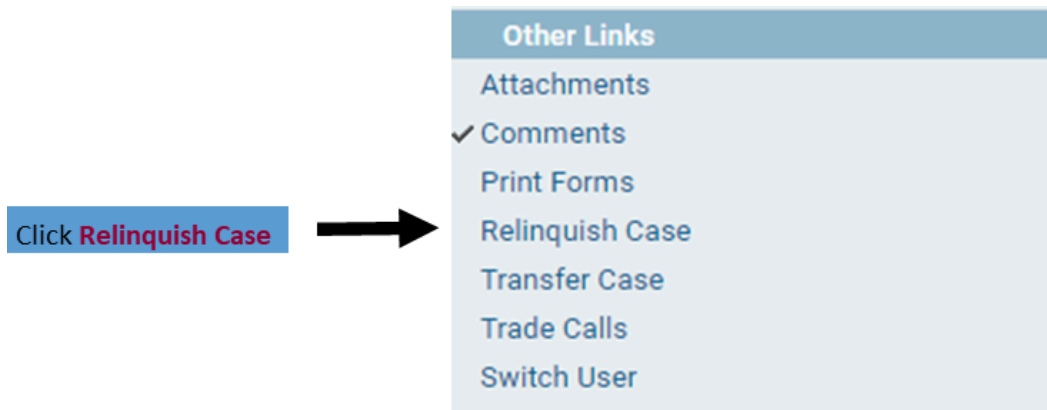 Other Links
Attachments
Comments
Print Forms
Click Relinquish Case
Relinquish Case
Transfer Case
Trade Calls
Switch User